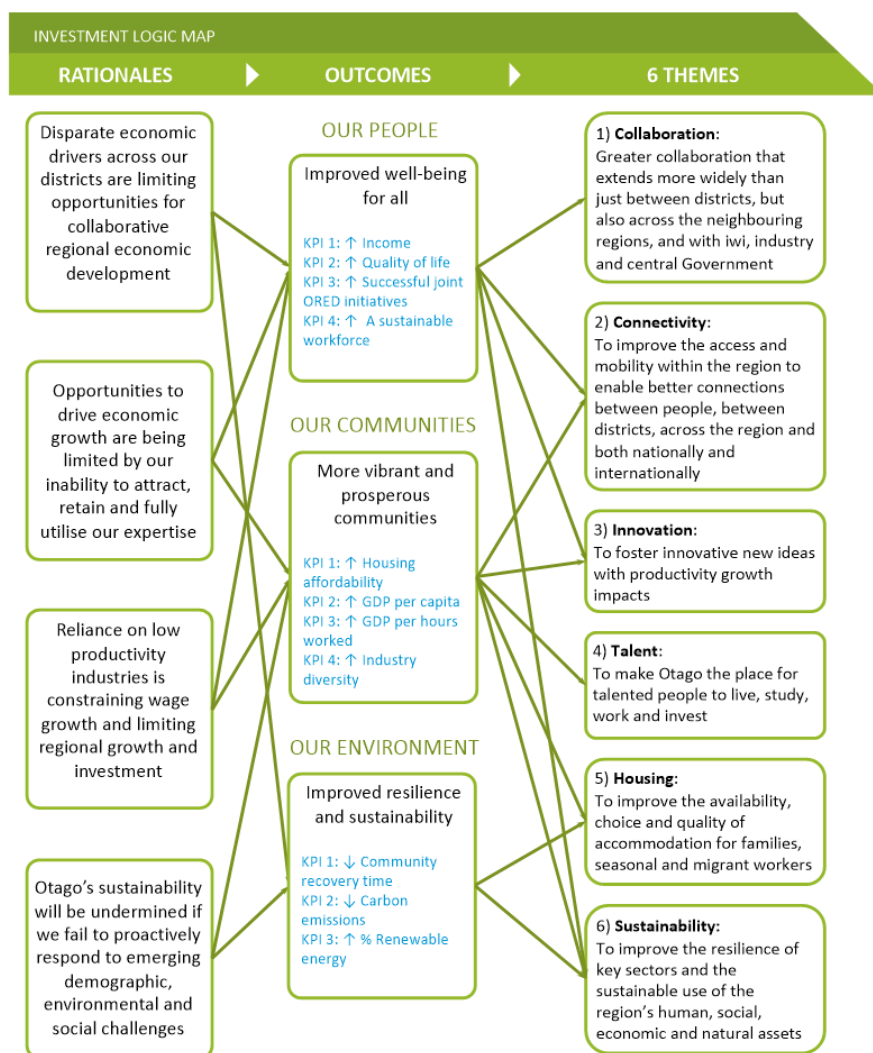 INVESTMENT LOGIC MAP
RATIONALES
OUTCOMES
6 THEMES
Disparate economic
drivers across our
districts are limiting
opportunities for
collaborative
regional economic
development
Opportunities to
drive economic
growth are being
limited by our
inability to attract,
retain and fully
utilise our expertise
Reliance on low
productivity
industries is
constraining wage
growth and limiting
regional growth and
investment
Otago's sustainability
will be undermined if
we fail to proactively
respond to emerging
demographic,
environmental and
social challenges
OUR PEOPLE
Improved well-being
for all
KPI 1: ↑ Income
KPI 2: ↑ Quality of life
KPI 3: ↑ Successful joint
ORED initiatives
KPI 4: ↑ A sustainable
workforce
OUR COMMUNITIES
More vibrant and
prosperous
communities
KPI 1: ↑ Housing
affordability
KPI 2: ↑ GDP per capita
KPI 3: ↑ GDP per hours
worked
KPI 4: ↑ Industry
diversity
OUR ENVIRONMENT
Improved resilience
and sustainability
KPI 1: ↓ Community
recovery time
KPI 2: ↓ Carbon
emissions
KPI 3: ↑ % Renewable
energy
1) Collaboration:
Greater collaboration that
extends more widely than
just between districts, but
also across the neighbouring
regions, and with iwi, industry
and central Government
2) Connectivity:
To improve the access and
mobility within the region to
enable better connections
between people, between
districts, across the region and
both nationally and
internationally
3) Innovation:
To foster innovative new ideas
with productivity growth
impacts
4) Talent:
To make Otago the place for
talented people to live, study,
work and invest
5) Housing:
To improve the availability,
choice and quality of
accommodation for families,
seasonal and migrant workers
6) Sustainability:
To improve the resilience of
key sectors and the
sustainable use of the
region's human, social,
economic and natural assets